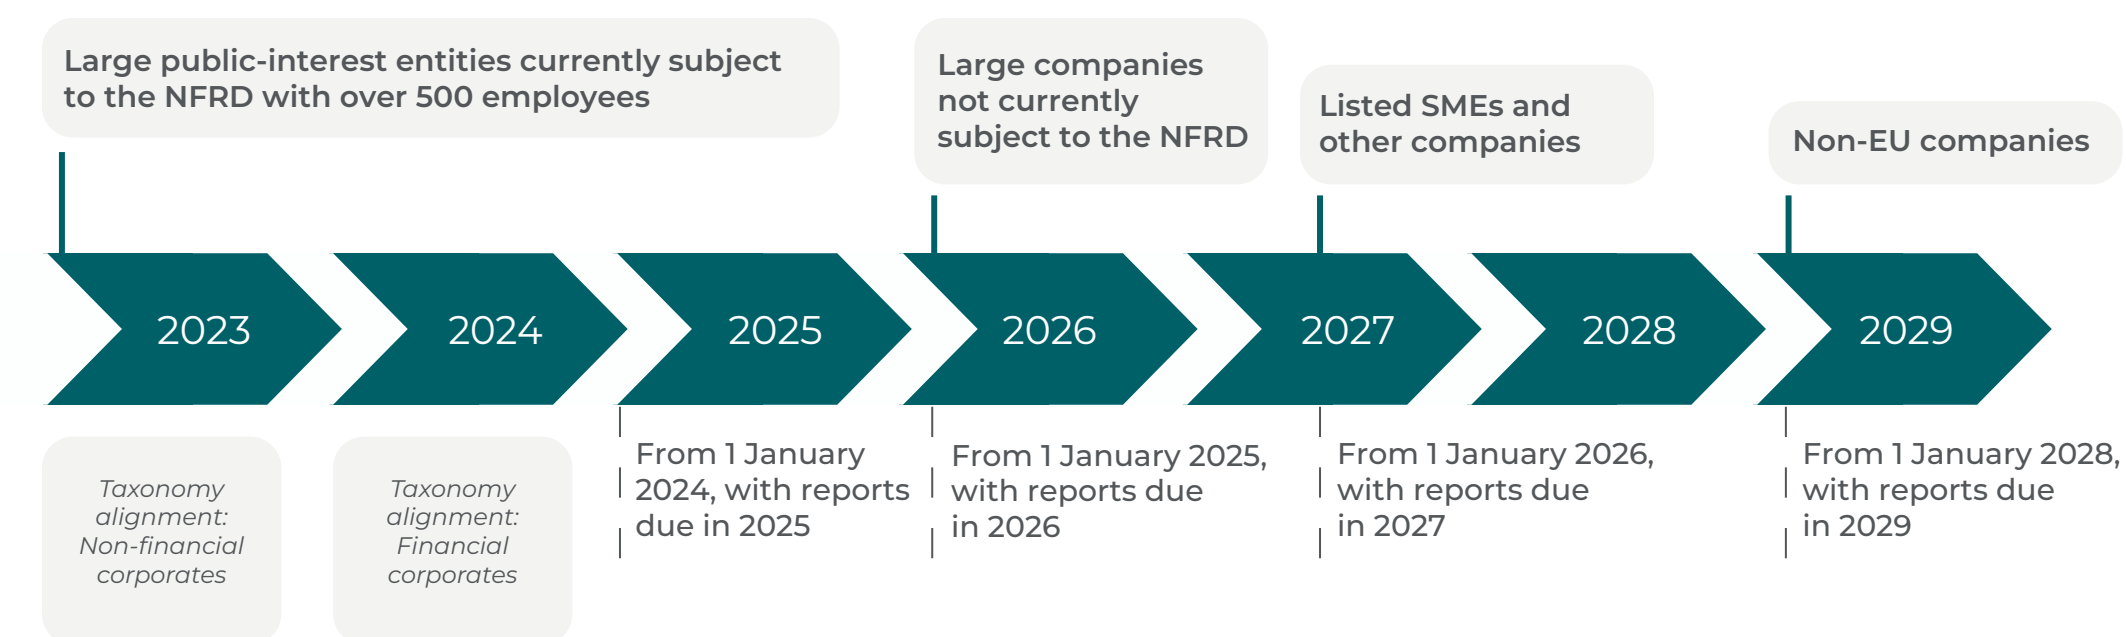 Large public-interest entities currently subject
to the NFRD with over 500 employees
Large companies
not currently
subject to the NFRD
Listed SMEs and
other companies
Non-EU companies
2023
2024
2025
2026
2027
2028
2029
Taxonomy
alignment:
Non-financial
corporates
Taxonomy
alignment:
Financial
corporates
From 1 January
2024, with reports
due in 2025
From 1 January 2025,
with reports due
in 2026
From 1 January 2026,
with reports due
in 2027
From 1 January 2028,
with reports due
in 2029